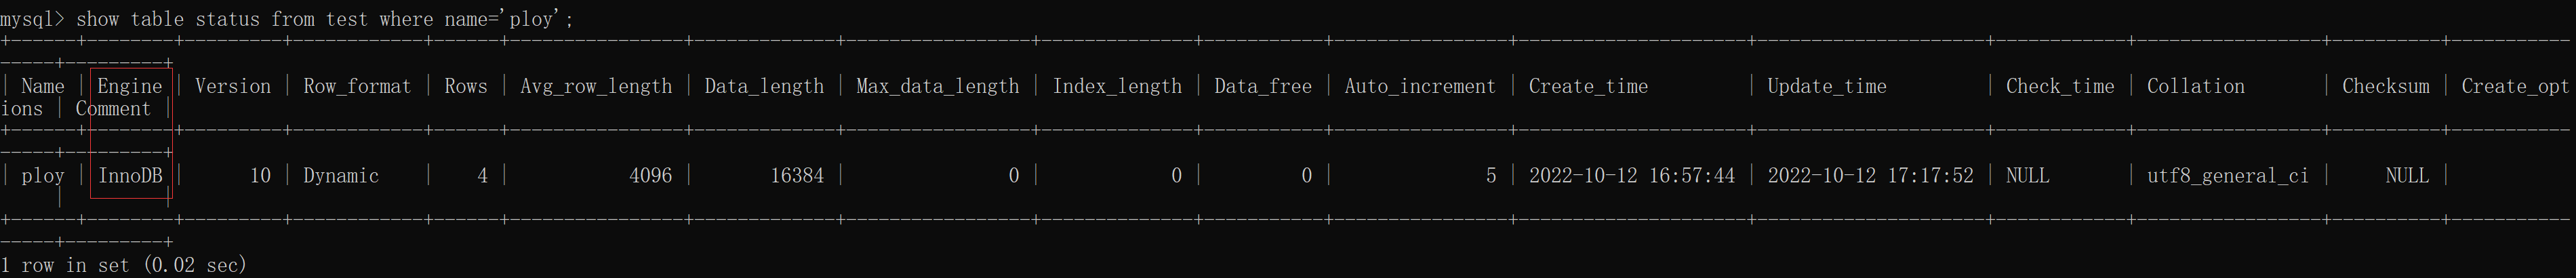 mysql> show table status from test where name='ploy';
+------+--------+---------+------------+------+----------------+-------------+-----------------+--------------+-----------+----------------+---------------------+---------------------+------------+-----------------+----------+-----------
-----+---------+
| Name | Engine | Version | Row_format | Rows | Avg_row_length | Data_length | Max_data_length | Index_length | Data_free | Auto_increment | Create_time | Update_time | Check_time | Collation | Checksum | Create_opt
ions | Comment |
+------+--------+---------+------------+------+----------------+-------------+-----------------+--------------+-----------+----------------+---------------------+---------------------+------------+-----------------+----------+-----------
-----+---------+
| ploy | InnoDB | 10 | Dynamic | 4 | 4096 | 16384 | 0 | 0 | 0 | 5 | 2022-10-12 16:57:44 | 2022-10-12 17:17:52 | NULL | utf8_general_ci | NULL |
| |
+------+--------+---------+------------+------+----------------+-------------+-----------------+--------------+-----------+----------------+---------------------+---------------------+------------+-----------------+----------+-----------
-----+---------+
1 row in set (0.02 sec)